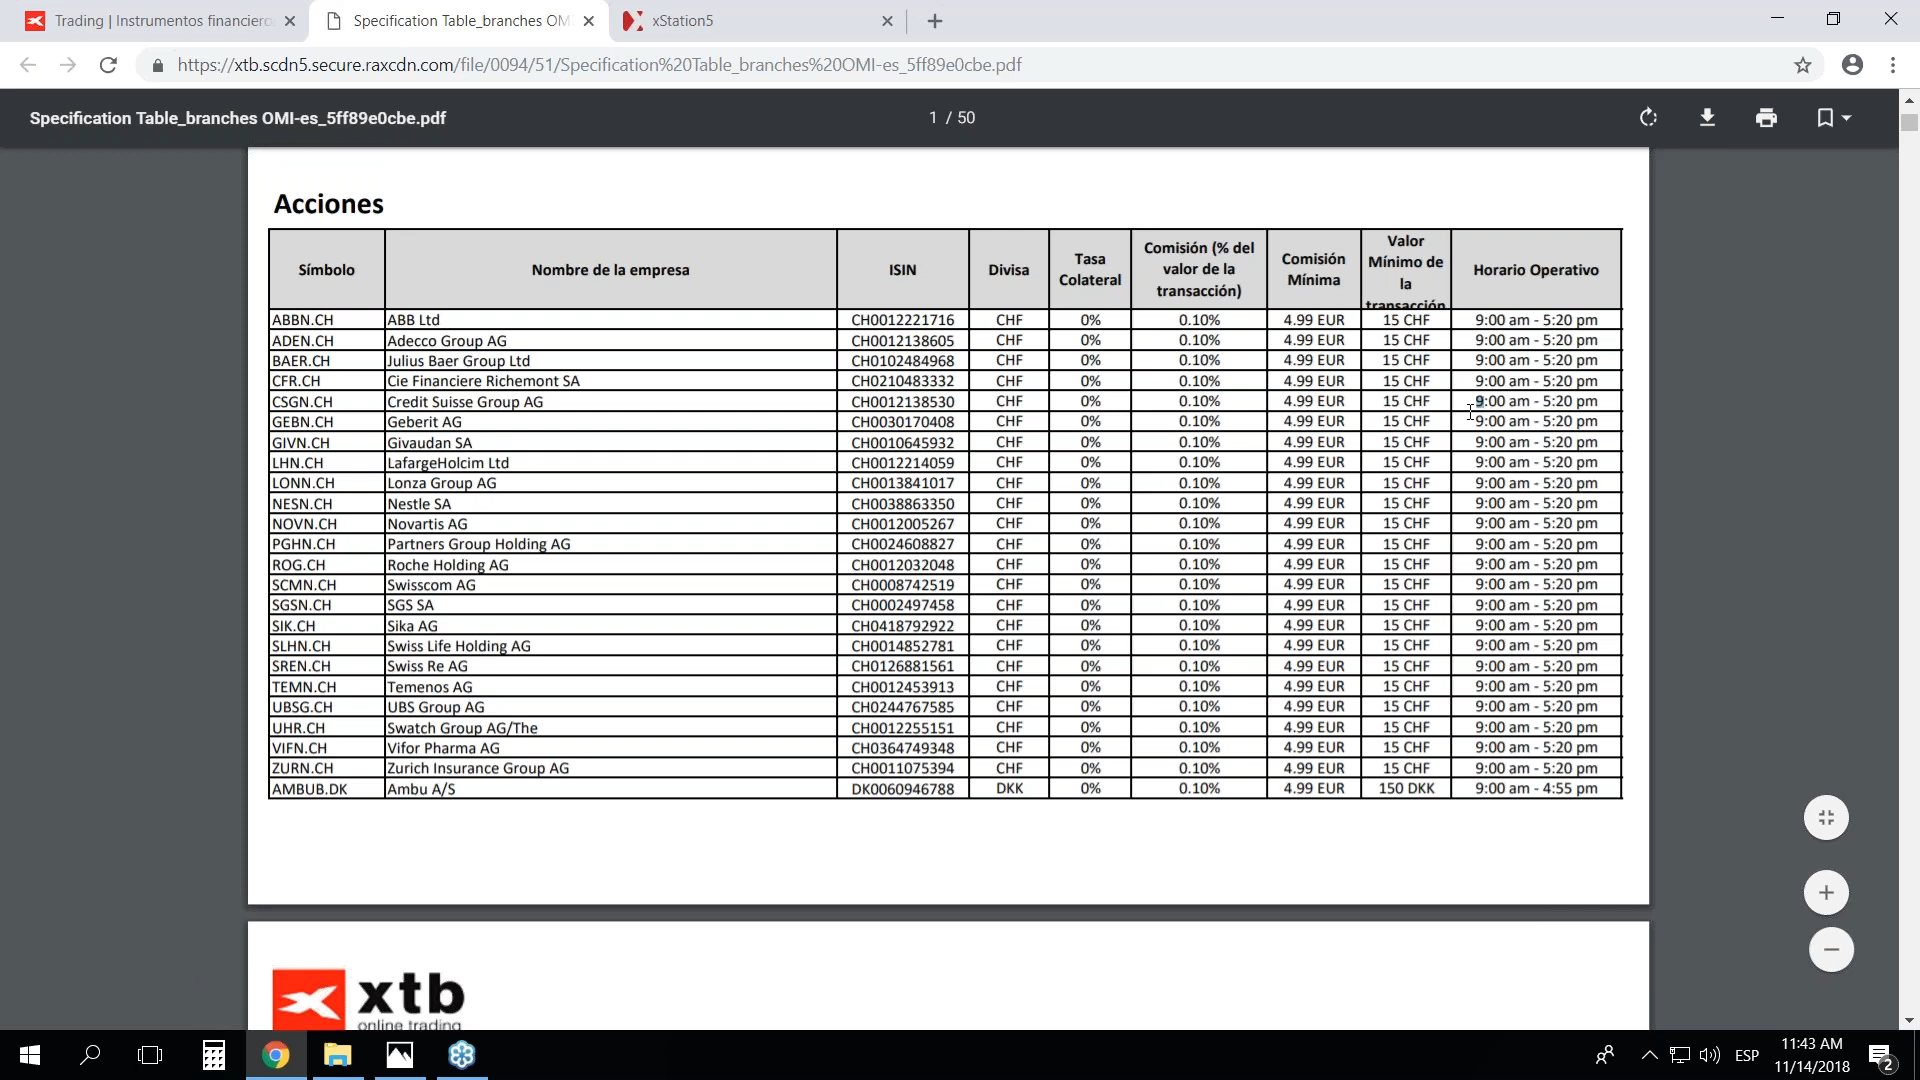 Trading | Instrumentos financiero
Specification Table_branches OM
xStation5
https://xtb.scdn5.secure.raxcdn.com/file/0094/51/Specification%20Table_branches%20OMI-es_5ff89e0cbe.pdf
Specification Table_branches OMI-es_5ff89e0cbe.pdf
1 / 50
Acciones
Símbolo Nombre de la empresa ISIN Divisa Tasa Colateral Comisión (% del valor de la transacción) Comisión Mínima Valor Mínimo de la transacción Horario Operativo
ABBN.CH ABB Ltd CH0012221716 CHF 0% 0.10% 4.99 EUR 15 CHF 9:00 am - 5:20 pm
ADEN.CH Adecco Group AG CH0012138605 CHF 0% 0.10% 4.99 EUR 15 CHF 9:00 am - 5:20 pm
BAER.CH Julius Baer Group Ltd CH0102484968 CHF 0% 0.10% 4.99 EUR 15 CHF 9:00 am - 5:20 pm
CFR.CH Cie Financiere Richemont SA CH0210483332 CHF 0% 0.10% 4.99 EUR 15 CHF 9:00 am - 5:20 pm
CSGN.CH Credit Suisse Group AG CH0012138530 CHF 0% 0.10% 4.99 EUR 15 CHF 9:00 am - 5:20 pm
GEBN.CH Geberit AG CH0030170408 CHF 0% 0.10% 4.99 EUR 15 CHF 9:00 am - 5:20 pm
GIVN.CH Givaudan SA CH0010645932 CHF 0% 0.10% 4.99 EUR 15 CHF 9:00 am - 5:20 pm
LHN.CH LafargeHolcim Ltd CH0012214059 CHF 0% 0.10% 4.99 EUR 15 CHF 9:00 am - 5:20 pm
LONN.CH Lonza Group AG CH0013841017 CHF 0% 0.10% 4.99 EUR 15 CHF 9:00 am - 5:20 pm
NESN.CH Nestle SA CH0038863350 CHF 0% 0.10% 4.99 EUR 15 CHF 9:00 am - 5:20 pm
NOVN.CH Novartis AG CH0012005267 CHF 0% 0.10% 4.99 EUR 15 CHF 9:00 am - 5:20 pm
PGHN.CH Partners Group Holding AG CH0024608827 CHF 0% 0.10% 4.99 EUR 15 CHF 9:00 am - 5:20 pm
ROG.CH Roche Holding AG CH0012032048 CHF 0% 0.10% 4.99 EUR 15 CHF 9:00 am - 5:20 pm
SCMN.CH Swisscom AG CH0008742519 CHF 0% 0.10% 4.99 EUR 15 CHF 9:00 am - 5:20 pm
SGSN.CH SGS SA CH0002497458 CHF 0% 0.10% 4.99 EUR 15 CHF 9:00 am - 5:20 pm
SIK.CH Sika AG CH0418792922 CHF 0% 0.10% 4.99 EUR 15 CHF 9:00 am - 5:20 pm
SLHN.CH Swiss Life Holding AG CH0014852781 CHF 0% 0.10% 4.99 EUR 15 CHF 9:00 am - 5:20 pm
SREN.CH Swiss Re AG CH0126881561 CHF 0% 0.10% 4.99 EUR 15 CHF 9:00 am - 5:20 pm
TEMN.CH Temenos AG CH0012453913 CHF 0% 0.10% 4.99 EUR 15 CHF 9:00 am - 5:20 pm
UBSG.CH UBS Group AG CH0244767585 CHF 0% 0.10% 4.99 EUR 15 CHF 9:00 am - 5:20 pm
UHR.CH Swatch Group AG/The CH0012255151 CHF 0% 0.10% 4.99 EUR 15 CHF 9:00 am - 5:20 pm
VIFN.CH Vifor Pharma AG CH0364749348 CHF 0% 0.10% 4.99 EUR 15 CHF 9:00 am - 5:20 pm
ZURN.CH Zurich Insurance Group AG CH0011075394 CHF 0% 0.10% 4.99 EUR 15 CHF 9:00 am - 5:20 pm
AMBUB.DK Ambu A/S DK0060946788 DKK 0% 0.10% 4.99 EUR 150 DKK 9:00 am - 4:55 pm
xtb
online trading
ESP
11:43 AM
11/14/2018
2